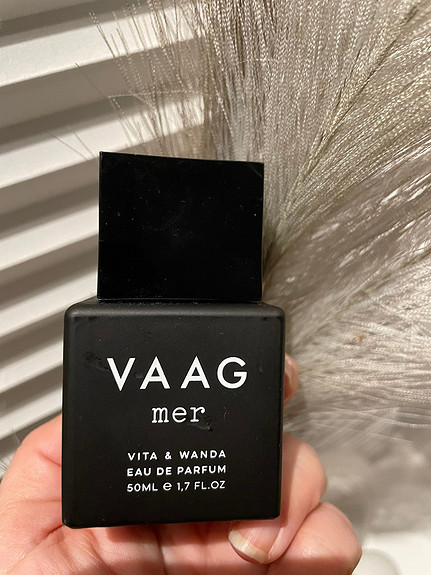 VAAG
mer
VITA & WANDA
EAU DE PARFUM
50ML e 1,7 FL.OZ